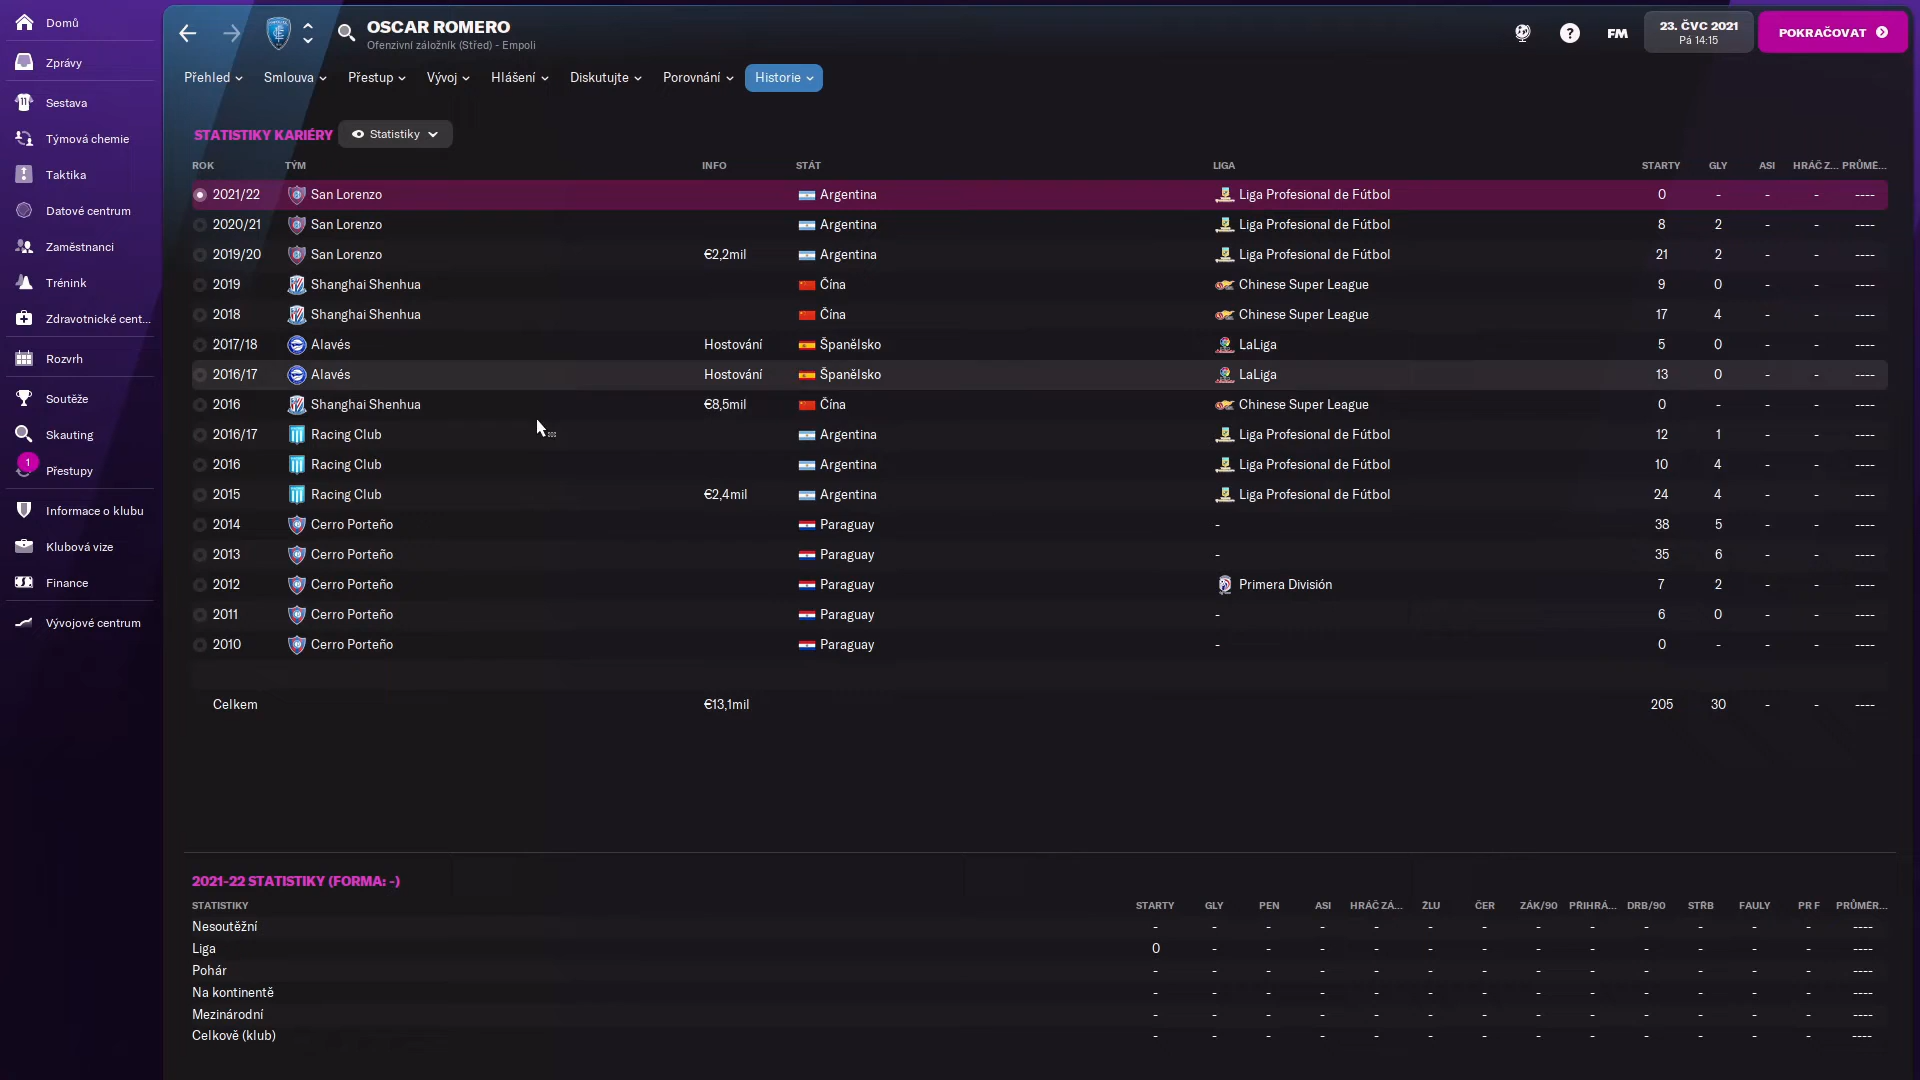 Domů
Zprávy
Sestava
Týmová chemie
Taktika
Datové centrum
Zaměstnanci
Trénink
Zdravotnické cent...
Rozvrh
Soutěže
Skauting
1
Přestupy
Informace o klubu
Klubová vize
Finance
Vývojové centrum
OSCAR ROMERO
Ofenzivní záložník (Střed) - Empoli
FM
23. ČVC 2021
Pá 14:15
POKRAČOVAT
Přehled Smlouva Přestup Vývoj Hlášení Diskutujte Porovnání Historie
STATISTIKY KARIÉRY Statistiky
ROK TÝM INFO STÁT LIGA STARTY GLY ASI HRÁČ Z... PRŮMĚ...
2021/22 San Lorenzo Argentina Liga Profesional de Fútbol 0 - - - ----
2020/21 San Lorenzo Argentina Liga Profesional de Fútbol 8 2 - - ----
2019/20 San Lorenzo €2,2mil Argentina Liga Profesional de Fútbol 21 2 - - ----
2019 Shanghai Shenhua Čína Chinese Super League 9 0 - - ----
2018 Shanghai Shenhua Čína Chinese Super League 17 4 - - ----
2017/18 Alavés Hostování Španělsko LaLiga 5 0 - - ----
2016/17 Alavés Hostování Španělsko LaLiga 13 0 - - ----
2016 Shanghai Shenhua €8,5mil Čína Chinese Super League 0 - - - ----
2016/17 Racing Club Argentina Liga Profesional de Fútbol 12 1 - - ----
2016 Racing Club Argentina Liga Profesional de Fútbol 10 4 - - ----
2015 Racing Club €2,4mil Argentina Liga Profesional de Fútbol 24 4 - - ----
2014 Cerro Porteño Paraguay - 38 5 - - ----
2013 Cerro Porteño Paraguay - 35 6 - - ----
2012 Cerro Porteño Paraguay Primera División 7 2 - - ----
2011 Cerro Porteño Paraguay - 6 0 - - ----
2010 Cerro Porteño Paraguay - 0 - - - ----
Celkem €13,1mil 205 30 - - ----
2021-22 STATISTIKY (FORMA: -)
STATISTIKY STARTY GLY PEN ASI HRÁČ ZÁ... ŽLU ČER ZÁK/90 PŘIHRÁ... DRB/90 STŘB FAULY PR F PRŮMĚR...
Nesoutěžní - - - - - - - - - - - - - ----
Liga 0 - - - - - - - - - - - - ----
Pohár - - - - - - - - - - - - - ----
Na kontinentě - - - - - - - - - - - - - ----
Mezinárodní - - - - - - - - - - - - - ----
Celkově (klub) - - - - - - - - - - - - - ----